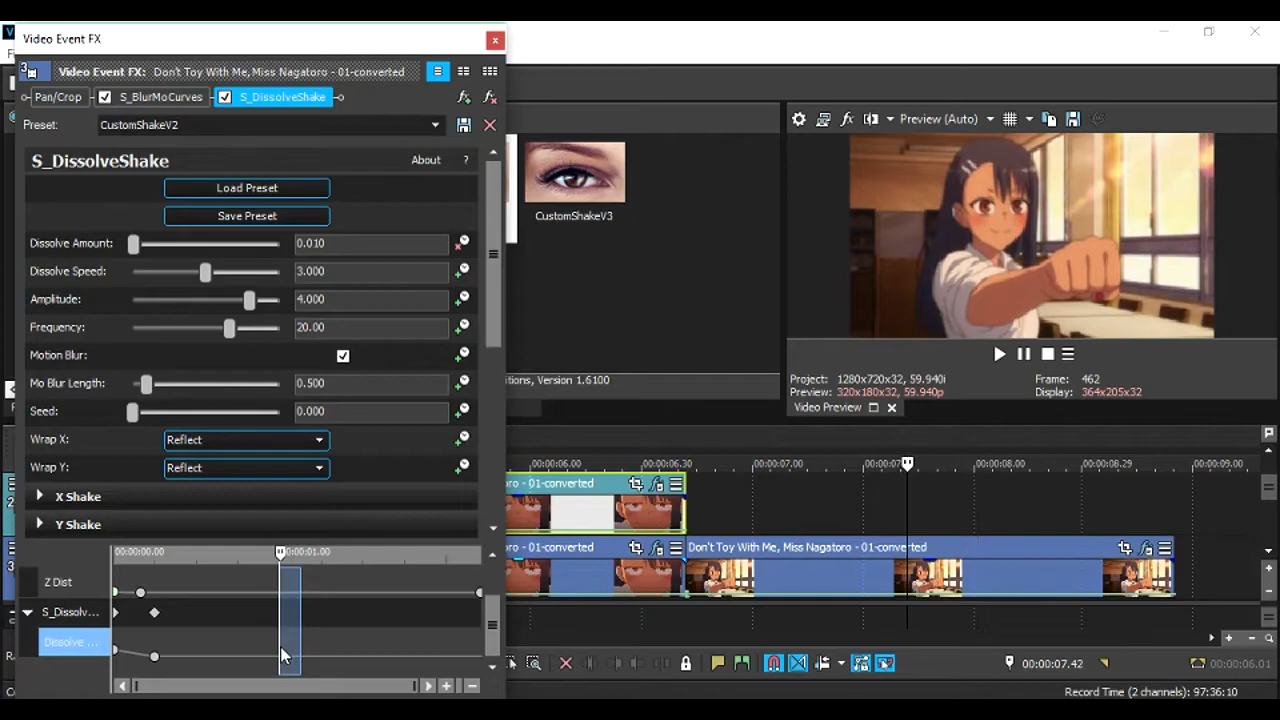 Video Event FX
Video Event FX: Don't Toy With Me, Miss Nagatoro - 01-converted
Pan/Crop S_BlurMoCurves S_DissolveShake
Preset: CustomShakeV2
S_DissolveShake About ?
Load Preset
Save Preset
Dissolve Amount: 0.010
Dissolve Speed: 3.000
Amplitude: 4.000
Frequency: 20.00
Motion Blur:
Mo Blur Length: 0.500
Seed: 0.000
Wrap X: Reflect
Wrap Y: Reflect
X Shake
Y Shake
00:00:00.00 00:00:01.00
Z Dist
S_Dissolv...
Dissolve ...
CustomShakeV3
itions, Version 1.6100
Preview (Auto)
Project: 1280x720x32, 59.940i
Frame: 462
Preview: 320x180x32, 59.940p
Display: 364x205x32
Video Preview
00:00:06.00 00:00:06.30 00:00:07.00 00:00:07 00:00:08.00 00:00:08.29 00:00:09.00
oro - 01-converted
oro - 01-converted Don't Toy With Me, Miss Nagatoro - 01-converted
00:00:07.42 00:00:06.01
Record Time (2 channels): 97:36:10